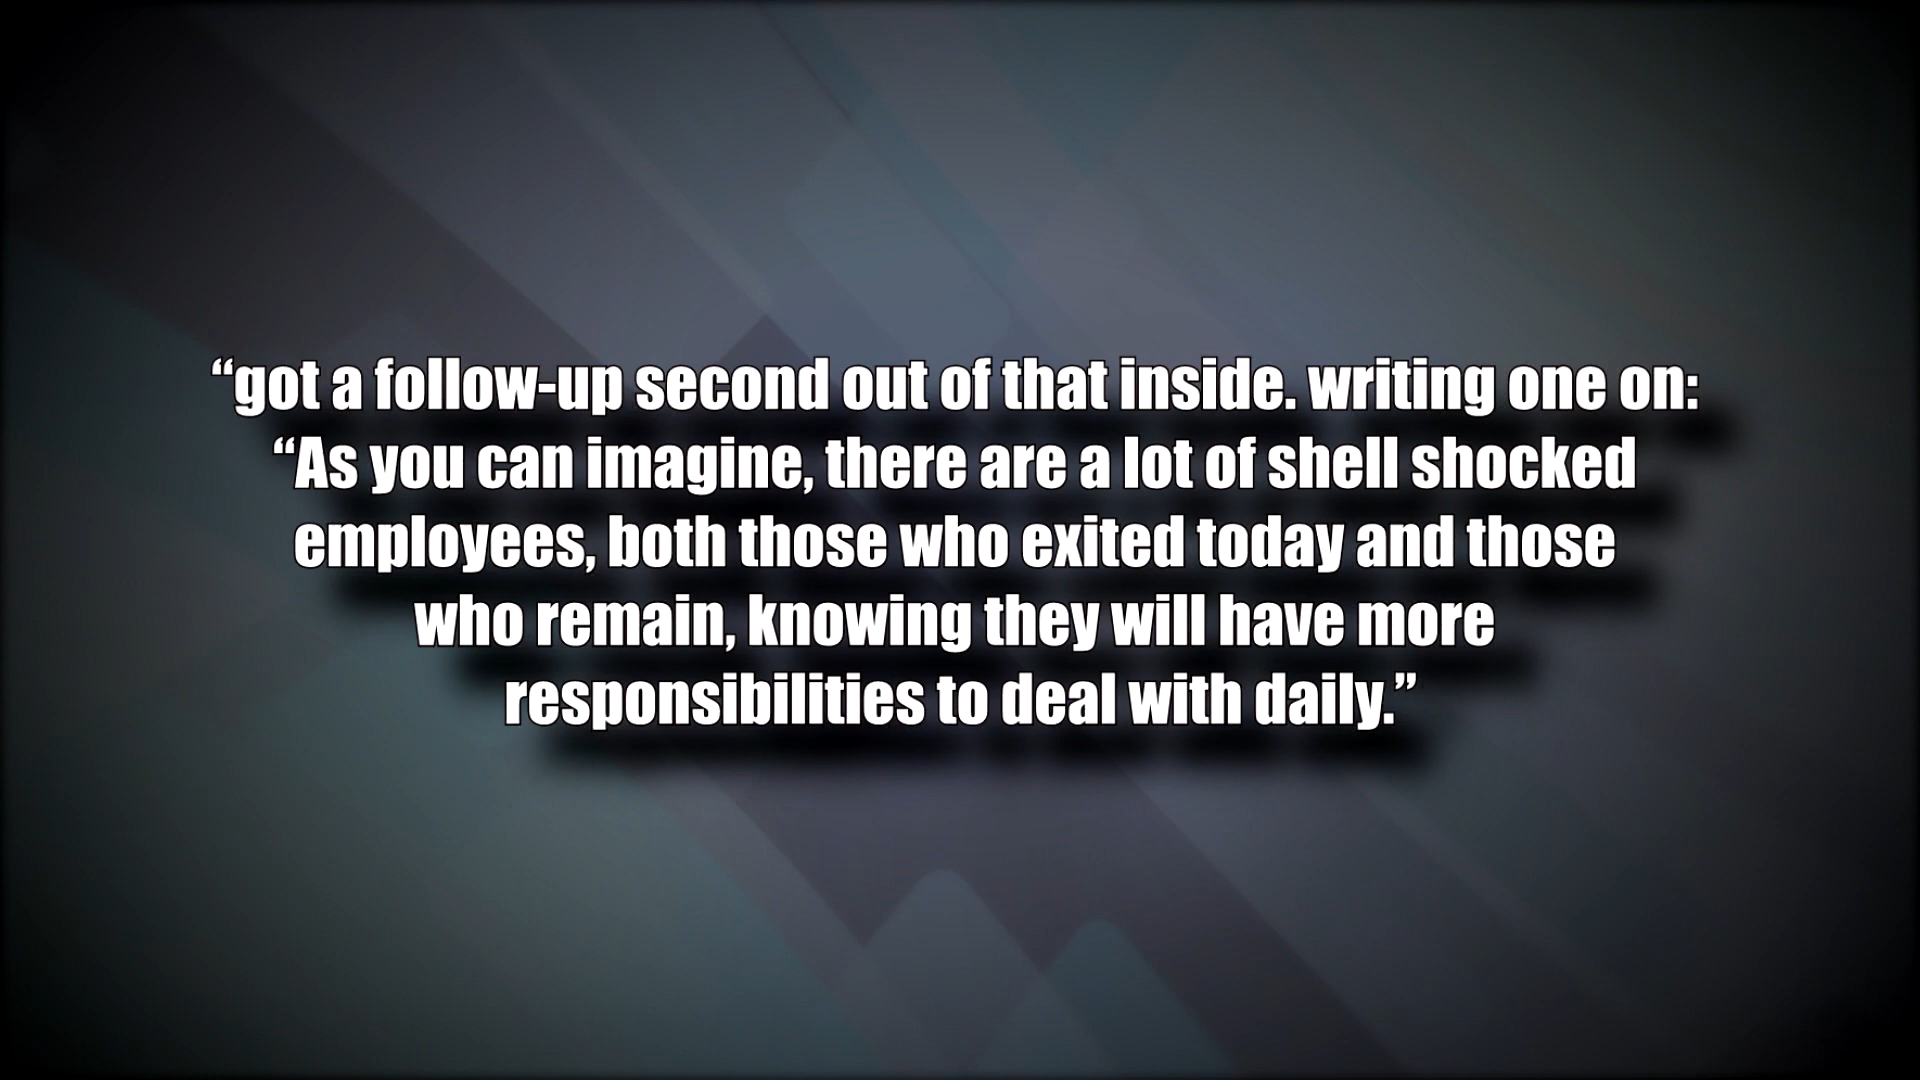 “got a follow-up second out of that inside. writing one on:
“As you can imagine, there are a lot of shell shocked
employees, both those who exited today and those
who remain, knowing they will have more
responsibilities to deal with daily.”